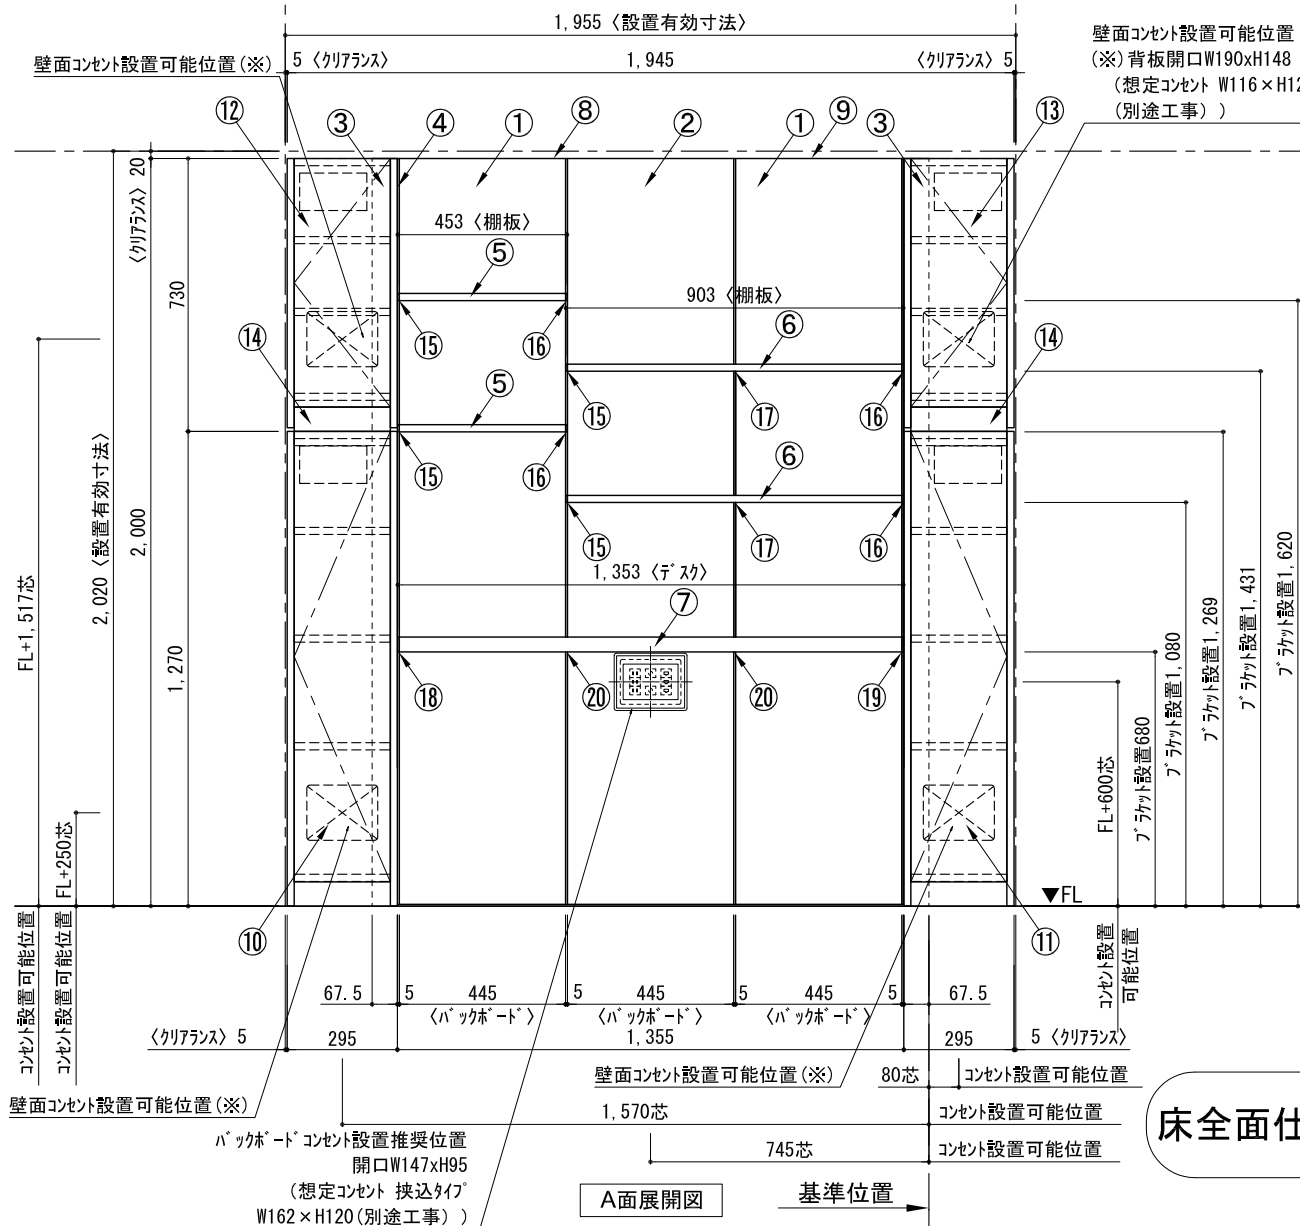 1,955〈設置有効寸法〉
5〈クリアランス〉
1,945
〈クリアランス〉5
壁面コンセント設置可能位置(※)
壁面コンセント設置可能位置
(※)背板開口W190xH148
(想定コンセント W116×H12
(別途工事))
⑫
③
④
①
⑧
②
⑨
①
③
⑬
〈クリアランス〉20
453〈棚板〉
⑤
903〈棚板〉
730
⑥
⑭
⑮
⑯
⑭
⑤
⑮
⑰
⑯
⑥
⑮
⑯
⑮
⑰
⑯
2,020〈設置有効寸法〉
2,000
FL+1,517芯
1,353〈デスク〉
⑦
1,270
⑱
⑳
⑳
⑲
ブラケット設置1,620
ブラケット設置1,431
ブラケット設置1,269
ブラケット設置1,080
ブラケット設置680
FL+600芯
FL+250芯
▼FL
コンセント設置可能位置
コンセント設置可能位置
⑩
⑪
コンセント設置
可能位置
67.5
5
445
5
445
5
445
5
67.5
〈バックボード〉
〈バックボード〉
〈バックボード〉
〈クリアランス〉5
295
1,355
295
5〈クリアランス〉
壁面コンセント設置可能位置(※)
80芯
コンセント設置可能位置
壁面コンセント設置可能位置(※)
1,570芯
コンセント設置可能位置
バックボードコンセント設置推奨位置
開口W147xH95
(想定コンセント 挟込タイプ
W162×H120(別途工事))
745芯
コンセント設置可能位置
床全面仕
A面展開図
基準位置